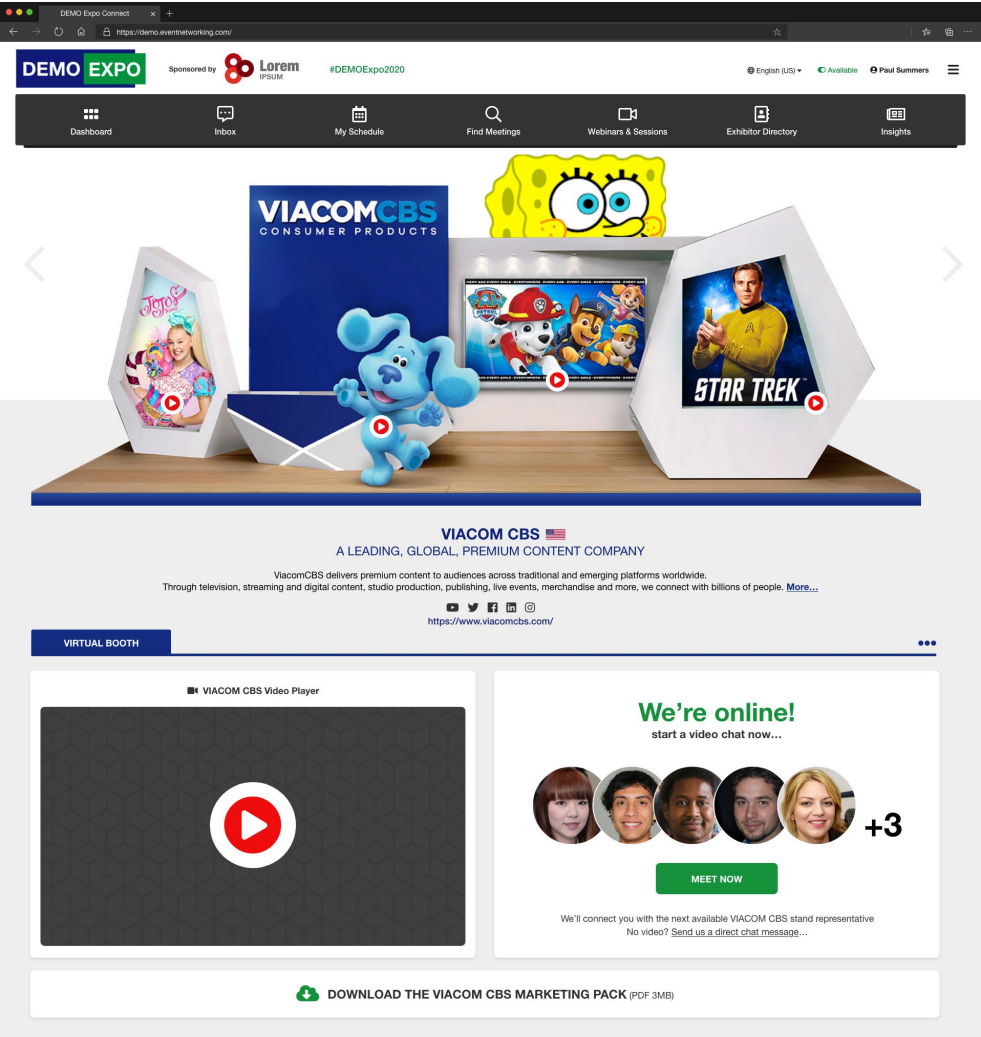 DEMO Expo Connect
https://demo.eventnetworking.com/
DEMO EXPO
Sponsored by
Lorem
IPSUM
#DEMOExpo2020
English (US)
Available
Paul Summers
Dashboard
Inbox
My Schedule
Find Meetings
Webinars & Sessions
Exhibitor Directory
Insights
VIACOMCBS
CONSUMER PRODUCTS
JOJO
PAW
PATROL
STAR TREK
VIACOM CBS
A LEADING, GLOBAL, PREMIUM CONTENT COMPANY
ViacomCBS delivers premium content to audiences across traditional and emerging platforms worldwide.
Through television, streaming and digital content, studio production, publishing, live events, merchandise and more, we connect with billions of people. More...
https://www.viacomcbs.com/
VIRTUAL BOOTH
VIACOM CBS Video Player
We're online!
start a video chat now...
+3
MEET NOW
We'll connect you with the next available VIACOM CBS stand representative
No video? Send us a direct chat message...
DOWNLOAD THE VIACOM CBS MARKETING PACK (PDF 3MB)